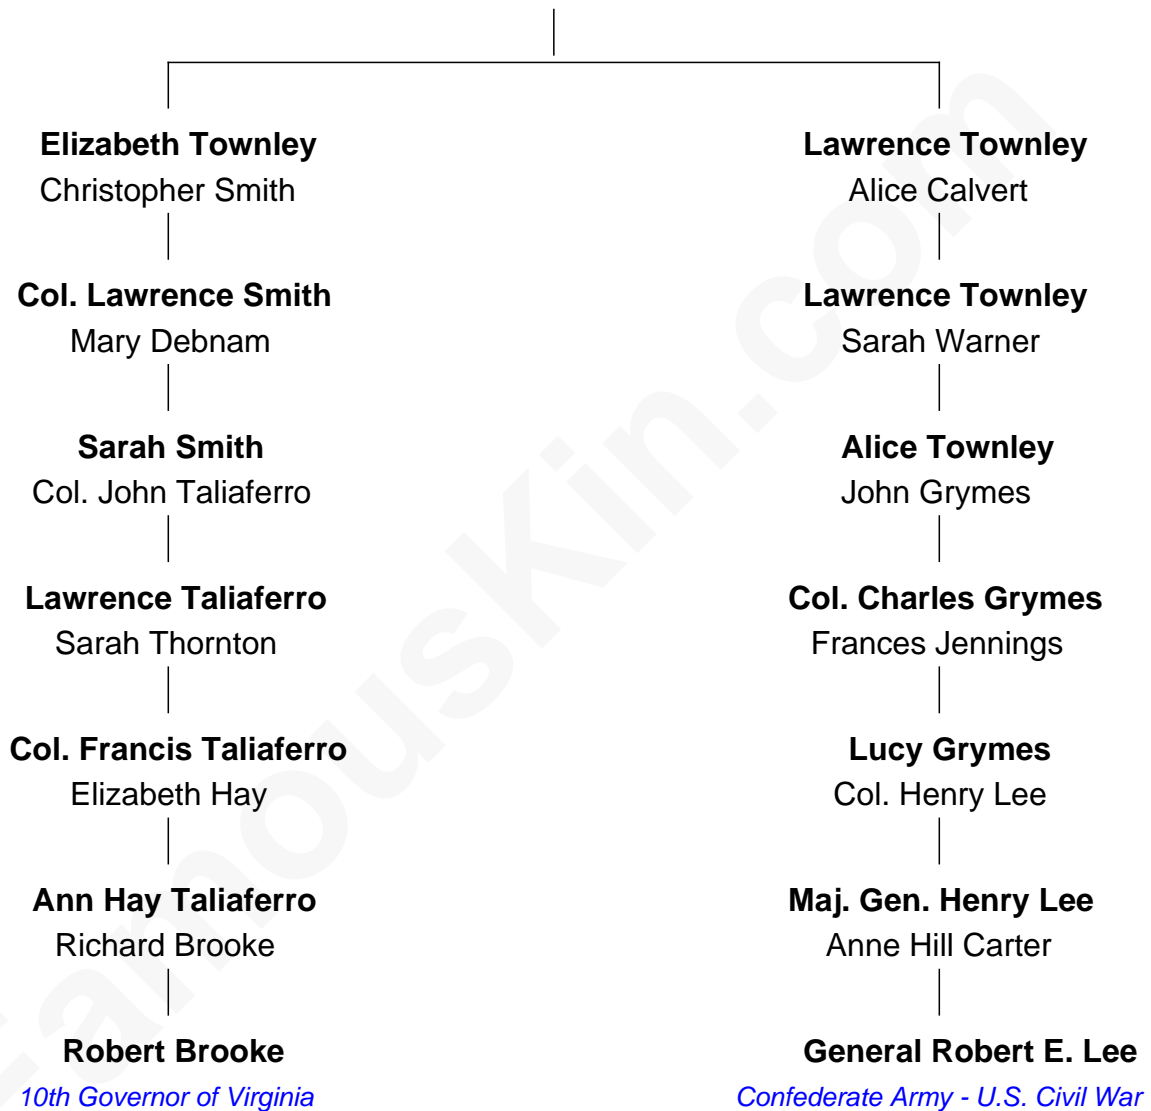 Elizabeth Townley
Christopher Smith
Col. Lawrence Smith
Mary Debnam
Sarah Smith
Col. John Taliaferro
Lawrence Taliaferro
Sarah Thornton
Col. Francis Taliaferro
Elizabeth Hay
Ann Hay Taliaferro
Richard Brooke
Robert Brooke
10th Governor of Virginia
Lawrence Townley
Alice Calvert
Lawrence Townley
Sarah Warner
Alice Townley
John Grymes
Col. Charles Grymes
Frances Jennings
Lucy Grymes
Col. Henry Lee
Maj. Gen. Henry Lee
Anne Hill Carter
General Robert E. Lee
Confederate Army - U.S. Civil War
FamousKin.com